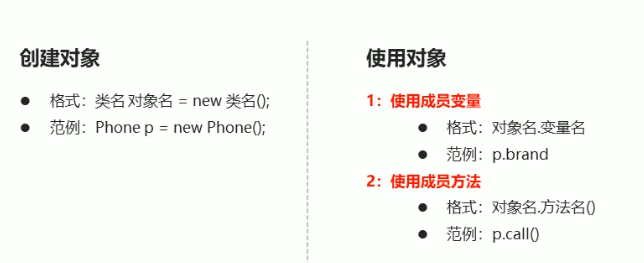 创建对象
● 格式：类名 对象名 = new 类名();
● 范例：Phone p = new Phone();
使用对象
1：使用成员变量
● 格式：对象名.变量名
● 范例：p.brand
2：使用成员方法
● 格式：对象名.方法名()
● 范例：p.call()